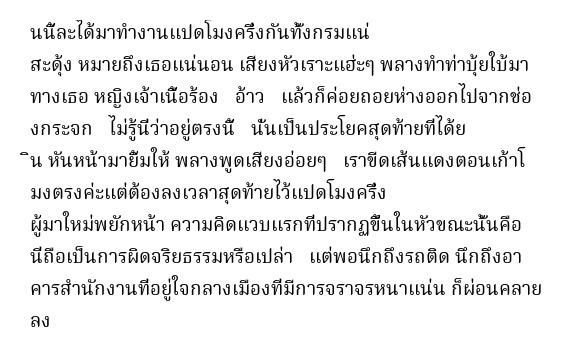 นนี้ละได้มาทำงานแปดโมงครึ่งกันทั้งกรมแน่
สะดุ้ง หมายถึงเธอแน่นอน เสียงหัวเราะแฮ่ะๆ พลางทำท่าบุ้ยใบ้มา
ทางเธอ หญิงเจ้าเนื้อร้อง   อ้าว   แล้วก็ค่อยถอยห่างออกไปจากช่อ
งกระจก   ไม่รู้นี่ว่าอยู่ตรงนี้   นั่นเป็นประโยคสุดท้ายที่ได้ย
ิน หันหน้ามายิ้มให้ พลางพูดเสียงอ่อยๆ   เราขีดเส้นแดงตอนเก้าโ
มงตรงค่ะแต่ต้องลงเวลาสุดท้ายไว้แปดโมงครึ่ง
ผู้มาใหม่พยักหน้า ความคิดแวบแรกที่ปรากฏขึ้นในหัวขณะนั้นคือ
นี่ถือเป็นการผิดจริยธรรมหรือเปล่า   แต่พอนึกถึงรถติด นึกถึงอา
คารสำนักงานที่อยู่ใจกลางเมืองที่มีการจราจรหนาแน่น ก็ผ่อนคลาย
ลง